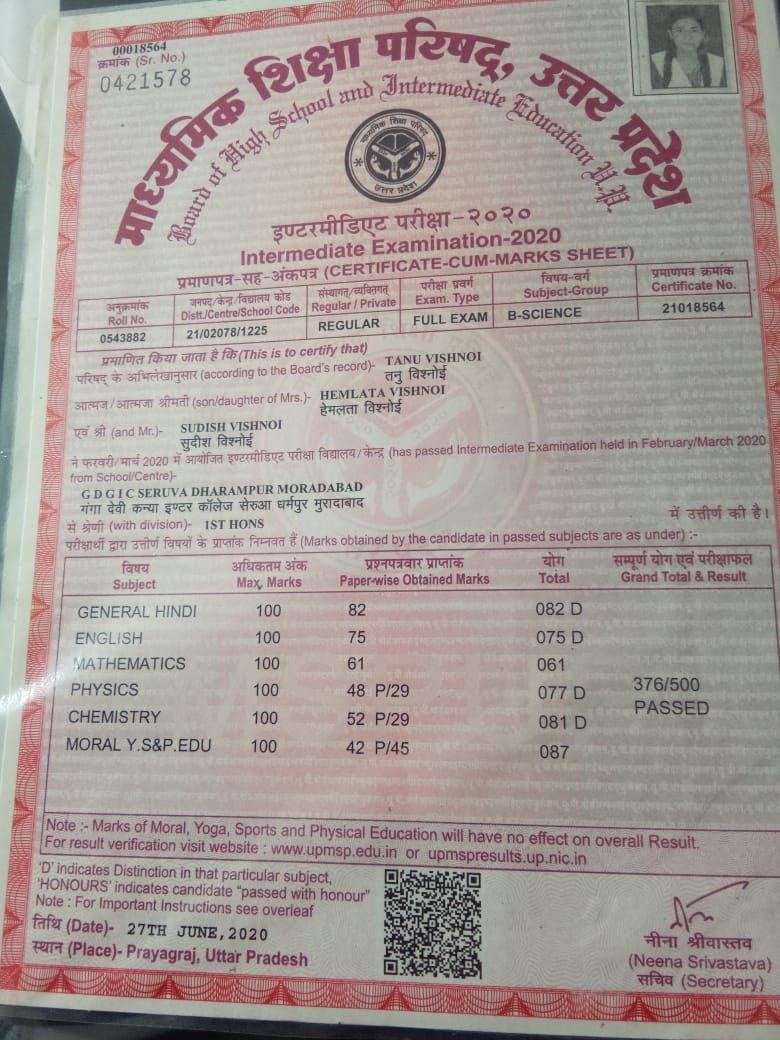 00018564
क्रमांक (Sr. No.)
0421578
माध्यमिक शिक्षा परिषद्, उत्तर प्रदेश
Board of High School and Intermediate Education U.P.
माध्यमिक शिक्षा परिषद
उत्तर प्रदेश
इण्टरमीडिएट परीक्षा-२०२०
Intermediate Examination-2020
प्रमाणपत्र-सह-अंकपत्र (CERTIFICATE-CUM-MARKS SHEET)
अनुक्रमांक जनपद/केन्द्र/विद्यालय कोड संस्थागत/व्यक्तिगत परीक्षा प्रवर्ग विषय-वर्ग प्रमाणपत्र क्रमांक
Roll No. Distt./Centre/School Code Regular / Private Exam. Type Subject-Group Certificate No.
0543882 21/02078/1225 REGULAR FULL EXAM B-SCIENCE 21018564
प्रमाणित किया जाता है कि (This is to certify that)
परिषद के अभिलेखानुसार (according to the Board's record)- TANU VISHNOI
तनु विश्नोई
आत्मज/आत्मजा श्रीमती (son/daughter of Mrs.)- HEMLATA VISHNOI
हेमलता विश्नोई
एवं श्री (and Mr.)- SUDISH VISHNOI
सुदीश विश्नोई
ने फरवरी/मार्च 2020 में आयोजित इण्टरमीडिएट परीक्षा विद्यालय/केन्द्र (has passed Intermediate Examination held in February/March 2020
from School/Centre)-
G D G I C SERUVA DHARAMPUR MORADABAD
गंगा देवी कन्या इण्टर कॉलेज सेरुआ धर्मपुर मुरादाबाद
से श्रेणी (with division)- 1ST HONS में उत्तीर्ण की है।
परीक्षार्थी द्वारा उत्तीर्ण विषयों के प्राप्तांक निम्नवत हैं (Marks obtained by the candidate in passed subjects are as under) :-
विषय अधिकतम अंक प्रश्नपत्रवार प्राप्तांक योग सम्पूर्ण योग एवं परीक्षाफल
Subject Max. Marks Paper-wise Obtained Marks Total Grand Total & Result
GENERAL HINDI 100 82 082 D
ENGLISH 100 75 075 D
MATHEMATICS 100 61 061
PHYSICS 100 48 P/29 077 D 376/500
CHEMISTRY 100 52 P/29 081 D PASSED
MORAL Y.S&P.EDU 100 42 P/45 087
Note :- Marks of Moral, Yoga, Sports and Physical Education will have no effect on overall Result.
For result verification visit website : www.upmsp.edu.in or upmspresults.up.nic.in
'D' indicates Distinction in that particular subject,
'HONOURS' indicates candidate "passed with honour"
Note : For Important Instructions see overleaf
तिथि (Date)- 27TH JUNE,2020
स्थान (Place)- Prayagraj, Uttar Pradesh
नीना श्रीवास्तव
(Neena Srivastava)
सचिव (Secretary)